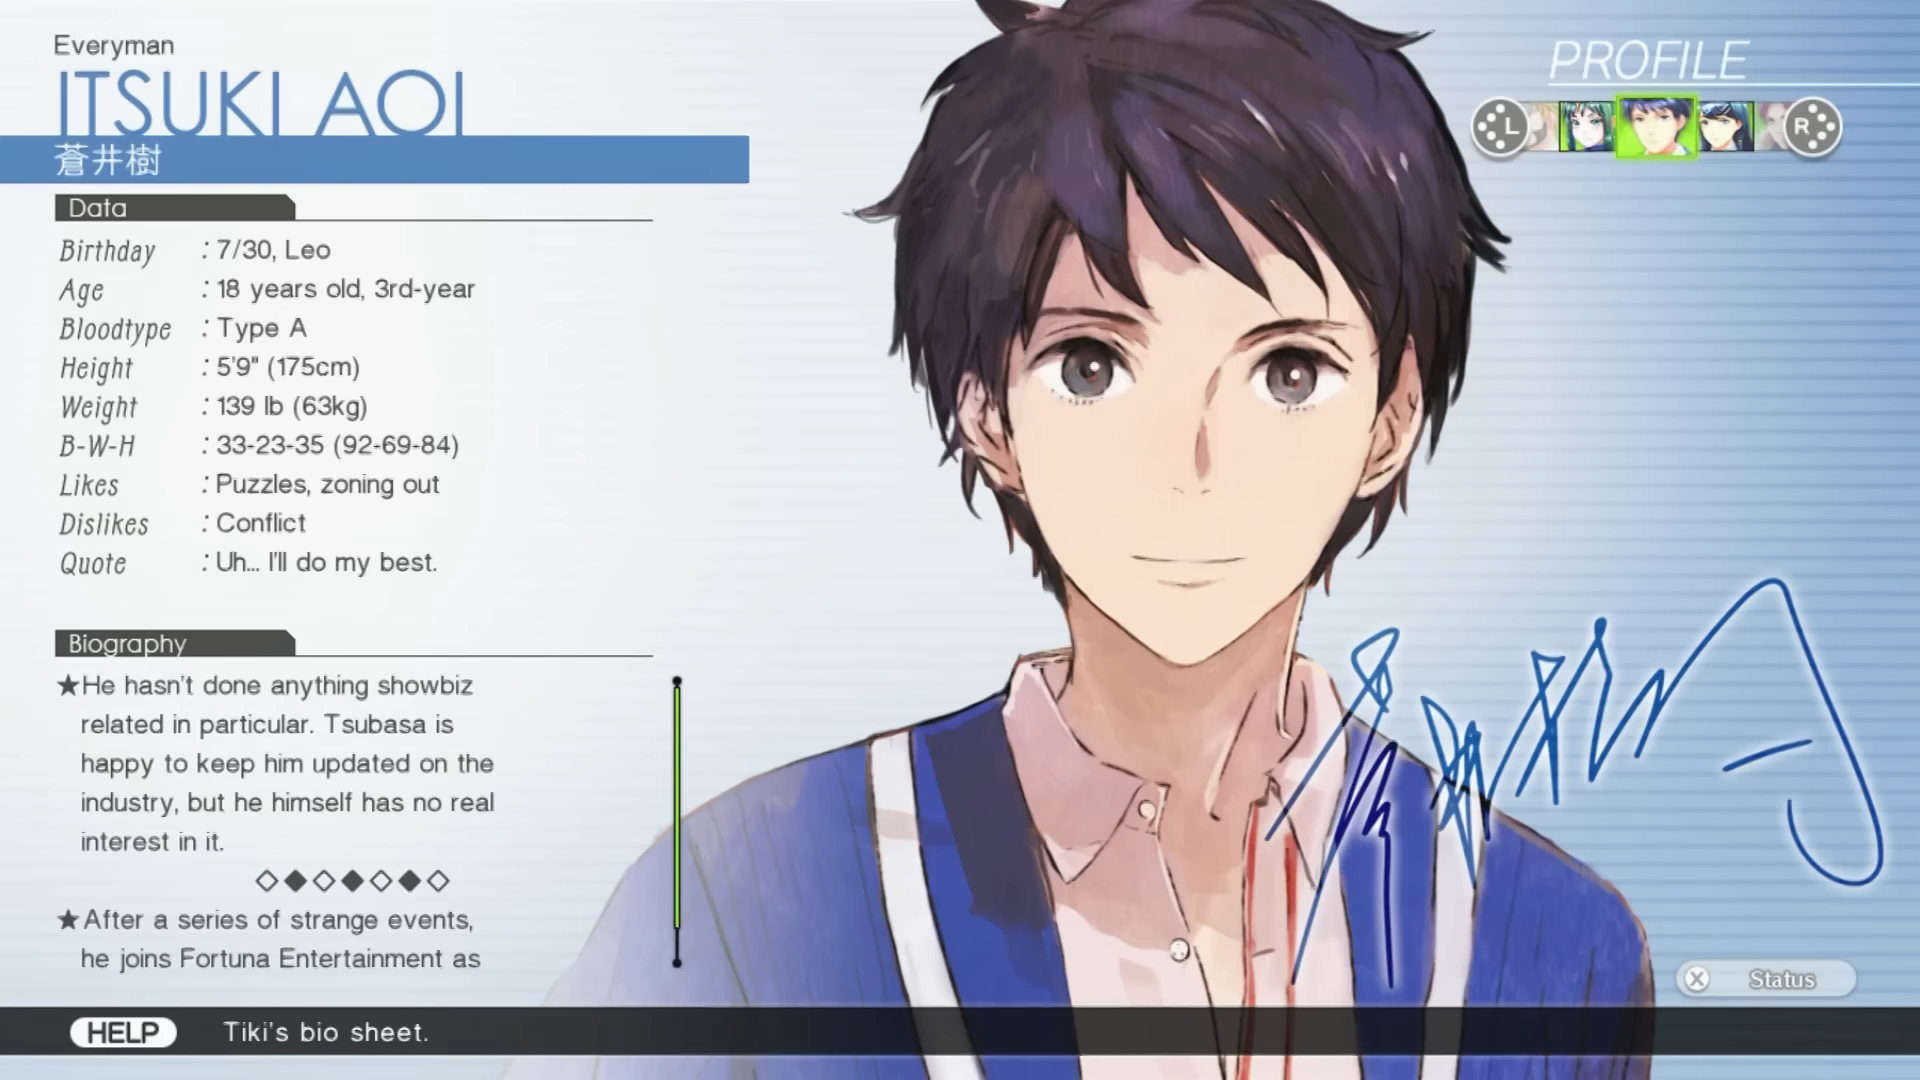 Everyman
ITSUKI AOI
蒼井樹
PROFILE
L
R
Data
Birthday : 7/30, Leo
Age : 18 years old, 3rd-year
Bloodtype : Type A
Height : 5'9" (175cm)
Weight : 139 lb (63kg)
B-W-H : 33-23-35 (92-69-84)
Likes : Puzzles, zoning out
Dislikes : Conflict
Quote : Uh... I'll do my best.
Biography
★He hasn't done anything showbiz
related in particular. Tsubasa is
happy to keep him updated on the
industry, but he himself has no real
interest in it.
◇◆◇◆◇◆◇
★After a series of strange events,
he joins Fortuna Entertainment as
X Status
HELP Tiki's bio sheet.